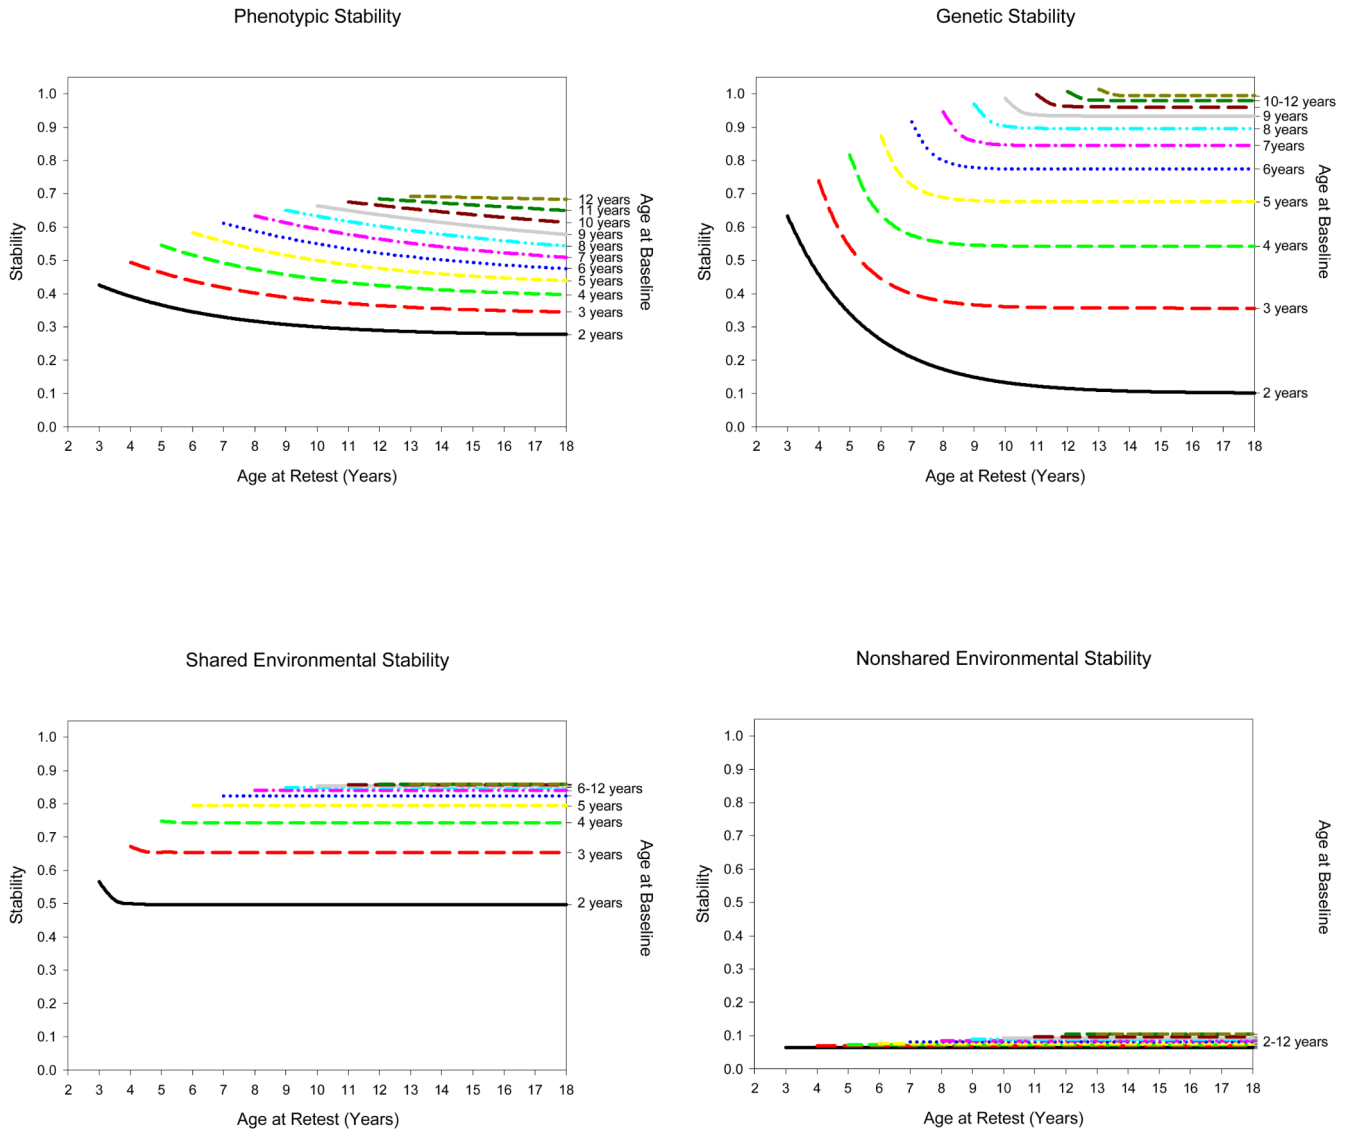 Phenotypic Stability
1.0
0.9
0.8
0.7
0.6
0.5
0.4
0.3
0.2
0.1
0.0
Stability
2 3 4 5 6 7 8 9 10 11 12 13 14 15 16 17 18
Age at Retest (Years)
12 years
11 years
10 years
9 years
8 years
7 years
6 years
5 years
4 years
3 years
2 years
Age at Baseline
Genetic Stability
1.0
0.9
0.8
0.7
0.6
0.5
0.4
0.3
0.2
0.1
0.0
Stability
2 3 4 5 6 7 8 9 10 11 12 13 14 15 16 17 18
Age at Retest (Years)
10-12 years
9 years
8 years
7years
6years
5 years
4 years
3 years
2 years
Age at Baseline
Shared Environmental Stability
1.0
0.9
0.8
0.7
0.6
0.5
0.4
0.3
0.2
0.1
0.0
Stability
2 3 4 5 6 7 8 9 10 11 12 13 14 15 16 17 18
Age at Retest (Years)
6-12 years
5 years
4 years
3 years
2 years
Age at Baseline
Nonshared Environmental Stability
1.0
0.9
0.8
0.7
0.6
0.5
0.4
0.3
0.2
0.1
0.0
Stability
2 3 4 5 6 7 8 9 10 11 12 13 14 15 16 17 18
Age at Retest (Years)
2-12 years
Age at Baseline